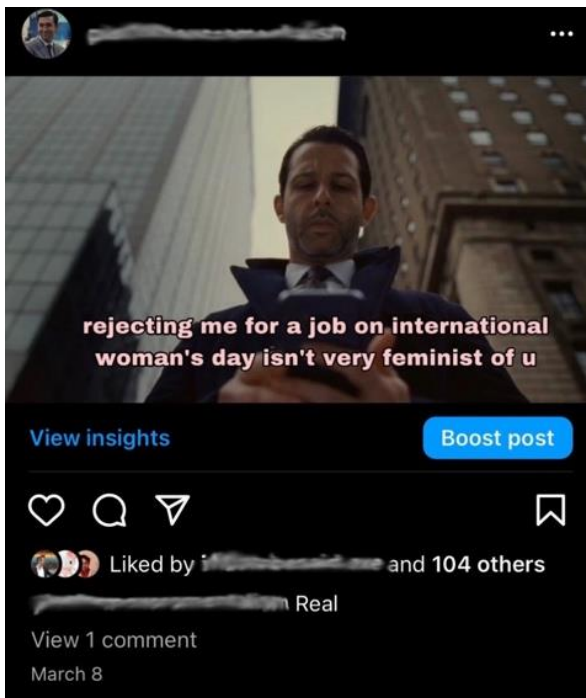 rejecting me for a job on international
woman's day isn't very feminist of u
View insights
Boost post
Liked by
and 104 others
Real
View 1 comment
March 8